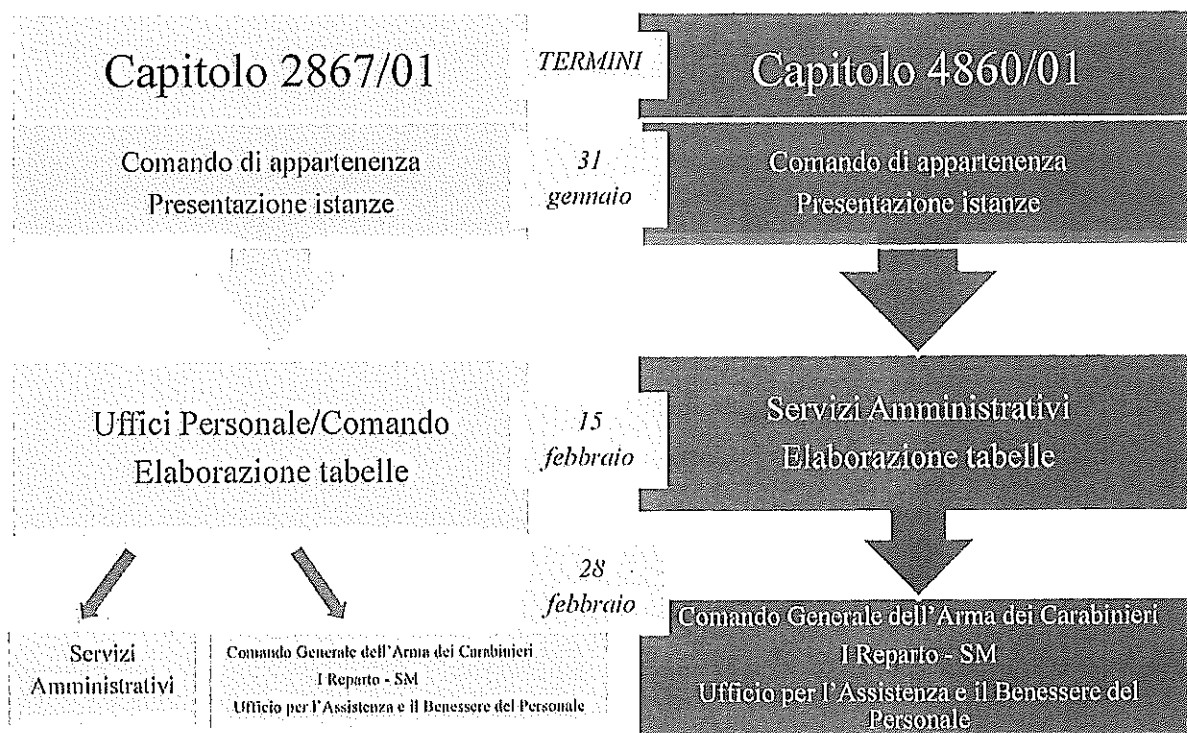 Capitolo 2867/01
TERMINI
Capitolo 4860/01
Comando di appartenenza
Presentazione istanze
31
gennaio
Comando di appartenenza
Presentazione istanze
Uffici Personale/Comando
Elaborazione tabelle
15
febbraio
Servizi Amministrativi
Elaborazione tabelle
28
febbraio
Servizi
Amministrativi
Comando Generale dell'Arma dei Carabinieri
I Reparto - SM
Ufficio per l'Assistenza e il Benessere del Personale
Comando Generale dell'Arma dei Carabinieri
I Reparto - SM
Ufficio per l'Assistenza e il Benessere del
Personale